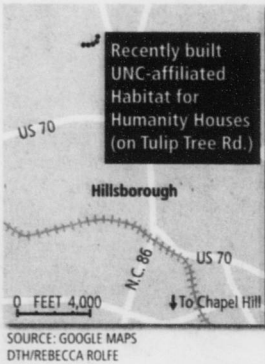 Recently built
UNC-affiliated
Habitat for
Humanity Houses
(on Tulip Tree Rd.)
US 70
Hillsborough
N.C. 86
US 70
0 FEET 4,000
↓To Chapel Hill
SOURCE: GOOGLE MAPS
DTH/REBECCA ROLFE